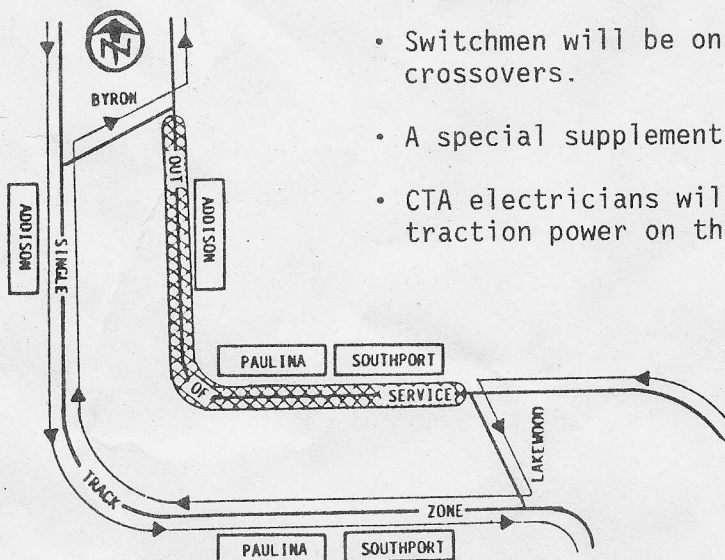 • Switchmen will be on
crossovers.
• A special supplement
• CTA electricians wil
traction power on th
N
BYRON
ADDISON
SINGLE
OUT
ADDISON
PAULINA
SOUTHPORT
OF
SERVICE
LAKEWOOD
TRACK
ZONE
PAULINA
SOUTHPORT